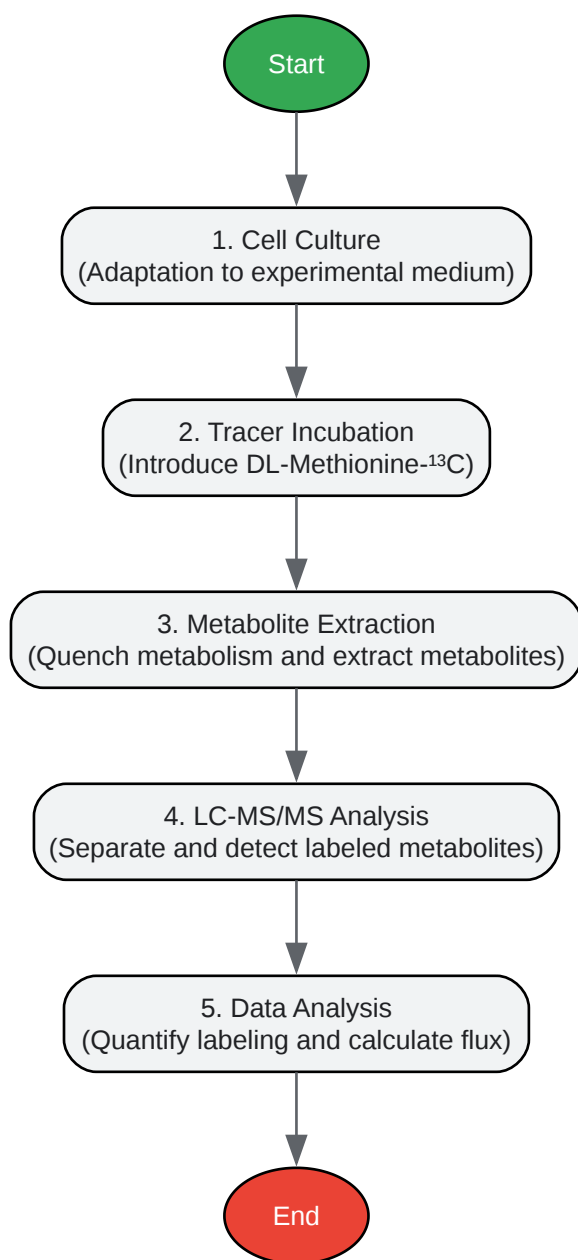 Start
1. Cell Culture
(Adaptation to experimental medium)
2. Tracer Incubation
(Introduce DL-Methionine-¹³C)
3. Metabolite Extraction
(Quench metabolism and extract metabolites)
4. LC-MS/MS Analysis
(Separate and detect labeled metabolites)
5. Data Analysis
(Quantify labeling and calculate flux)
End